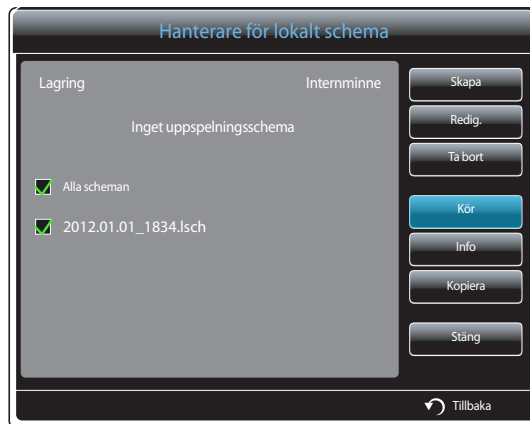 Hanterare för lokalt schema
Lagring Internminne
Inget uppspelningsschema
Alla scheman
2012.01.01_1834.lsch
Skapa
Redig.
Ta bort
Kör
Info
Kopiera
Stäng
Tillbaka